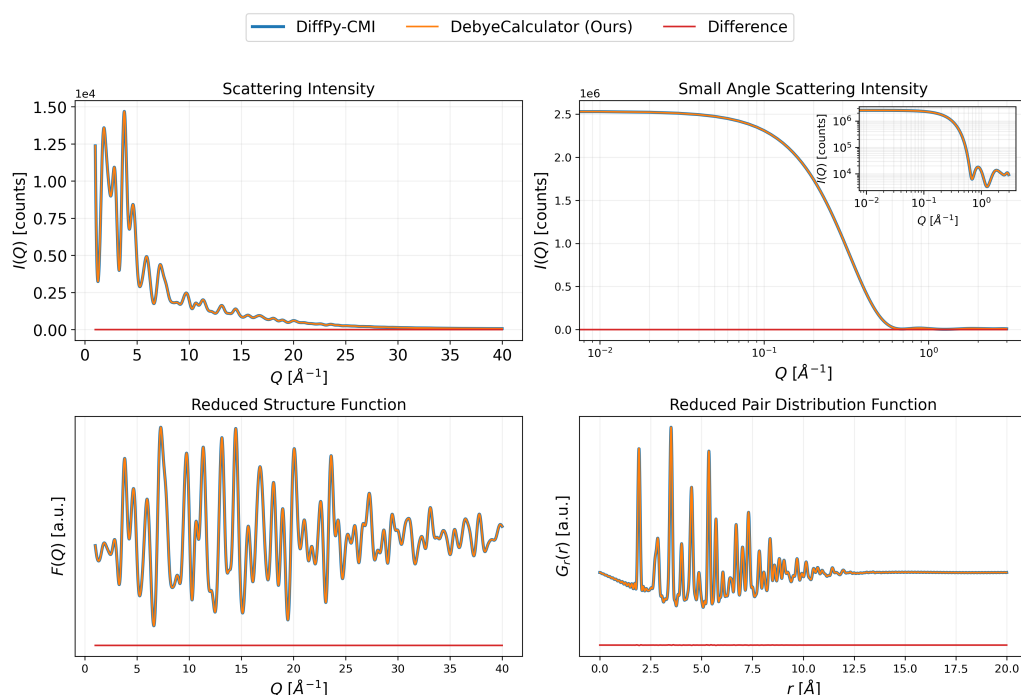 DiffPy-CMI DebyeCalculator (Ours) Difference
Scattering Intensity
1e4
1.50
1.25
1.00
0.75
0.50
0.25
0.00
I(Q) [counts]
0 5 10 15 20 25 30 35 40
Q [Å⁻¹]
Small Angle Scattering Intensity
1e6
2.5
2.0
1.5
1.0
0.5
0.0
I(Q) [counts]
10⁻² 10⁻¹ 10⁰
Q [Å⁻¹]
10⁶
10⁵
10⁴
I(Q) [counts]
10⁻² 10⁻¹ 10⁰
Q [Å⁻¹]
Reduced Structure Function
F(Q) [a.u.]
0 5 10 15 20 25 30 35 40
Q [Å⁻¹]
Reduced Pair Distribution Function
Gᵣ(r) [a.u.]
0.0 2.5 5.0 7.5 10.0 12.5 15.0 17.5 20.0
r [Å]